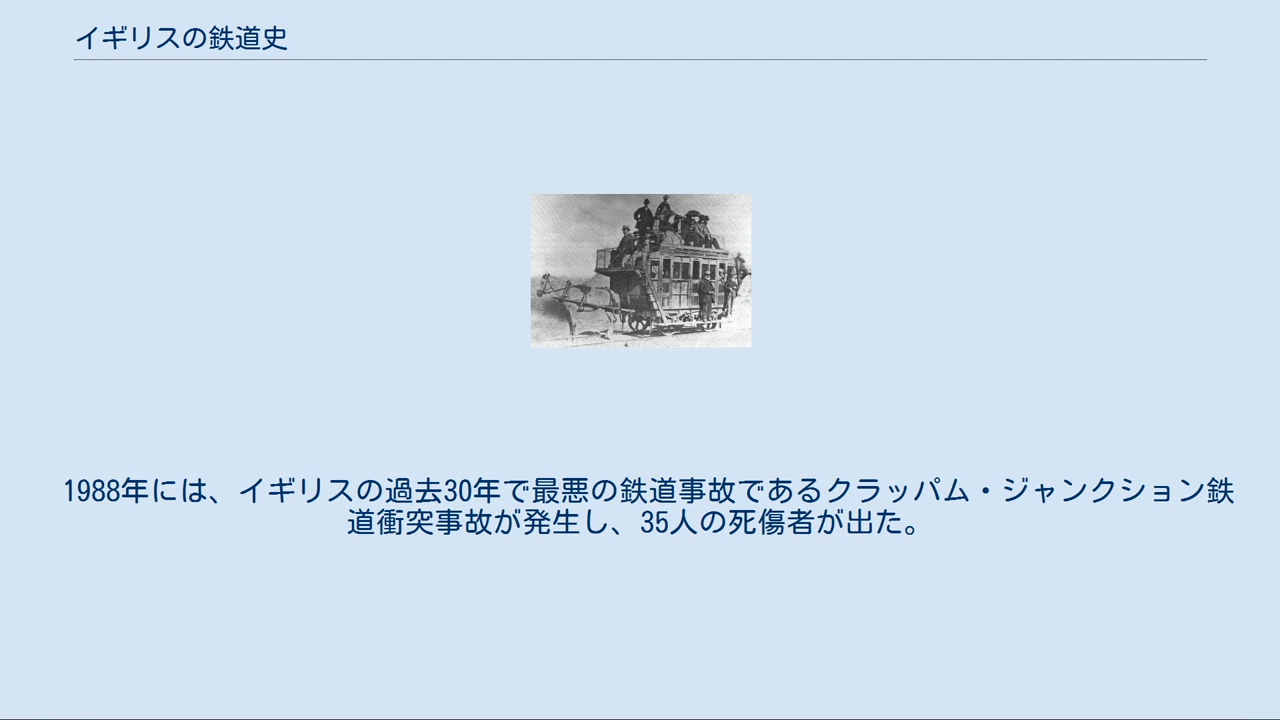 イギリスの鉄道史
1988年には、イギリスの過去30年で最悪の鉄道事故であるクラッパム・ジャンクション鉄
道衝突事故が発生し、35人の死傷者が出た。